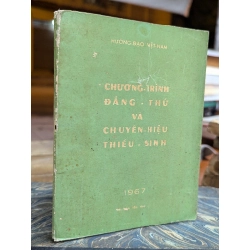 HƯỚNG ĐẠO VIỆT NAM
CHƯƠNG-TRÌNH
ĐẲNG-THỨ
VÀ
CHUYÊN-HIỆU
THIẾU-SINH
1967